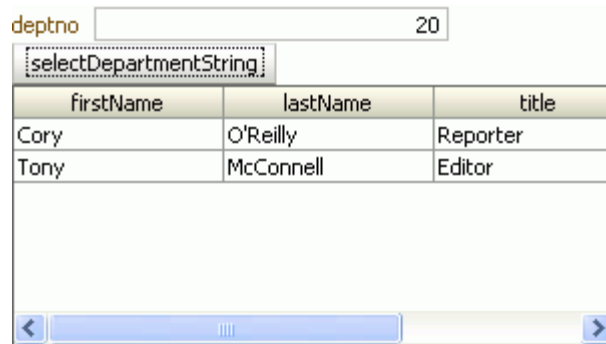 deptno 20
selectDepartmentString
firstName lastName title
Cory O'Reilly Reporter
Tony McConnell Editor